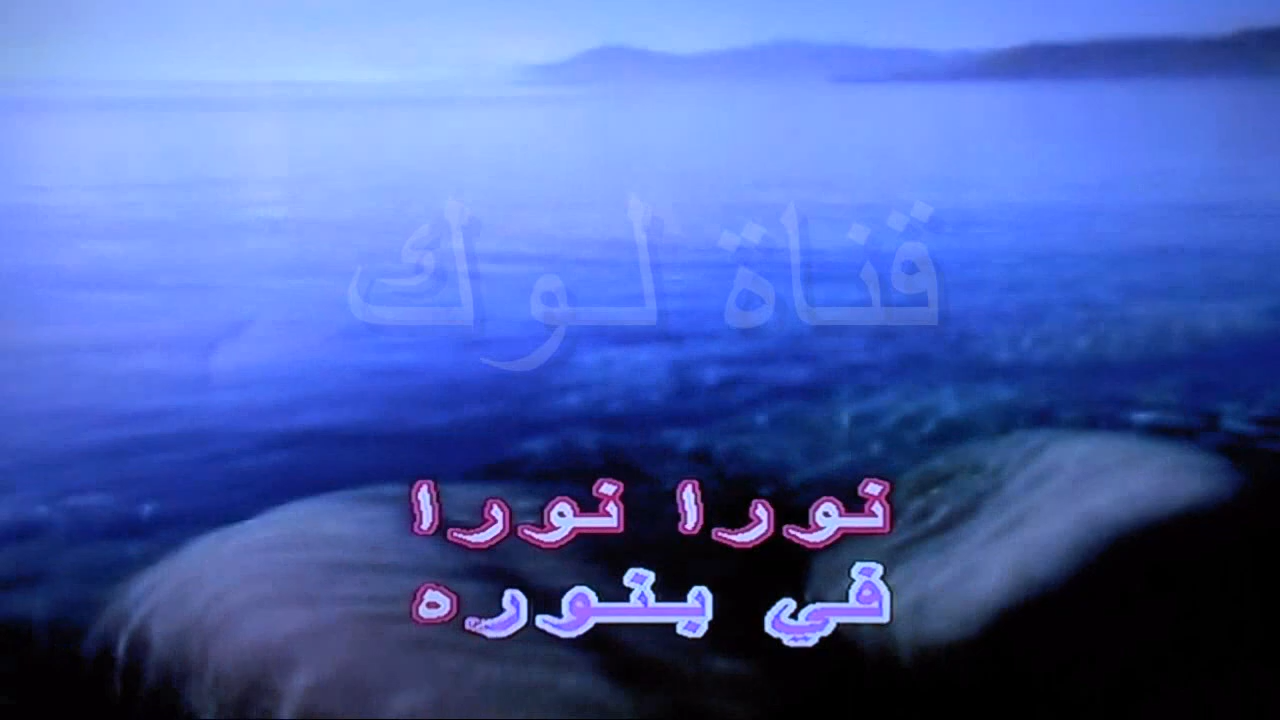 قناة لوك
نورا نورا
في بنوره